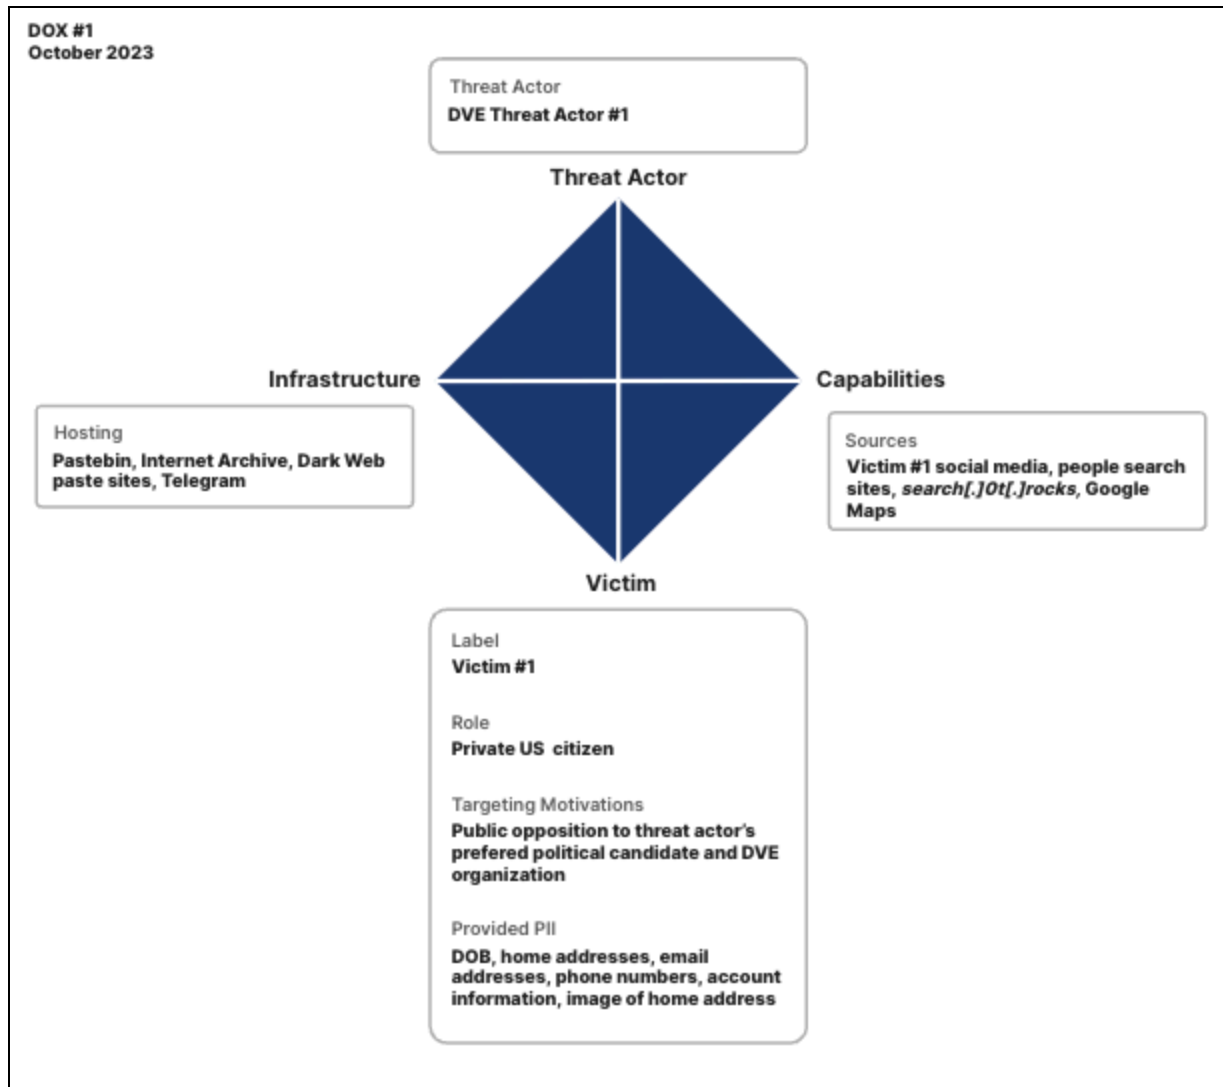 DOX #1
October 2023
Threat Actor
DVE Threat Actor #1
Threat Actor
Infrastructure
Capabilities
Hosting
Pastebin, Internet Archive, Dark Web
paste sites, Telegram
Sources
Victim #1 social media, people search
sites, search[.]0t[.]rocks, Google
Maps
Victim
Label
Victim #1
Role
Private US  citizen
Targeting Motivations
Public opposition to threat actor's
prefered political candidate and DVE
organization
Provided PII
DOB, home addresses, email
addresses, phone numbers, account
information, image of home address